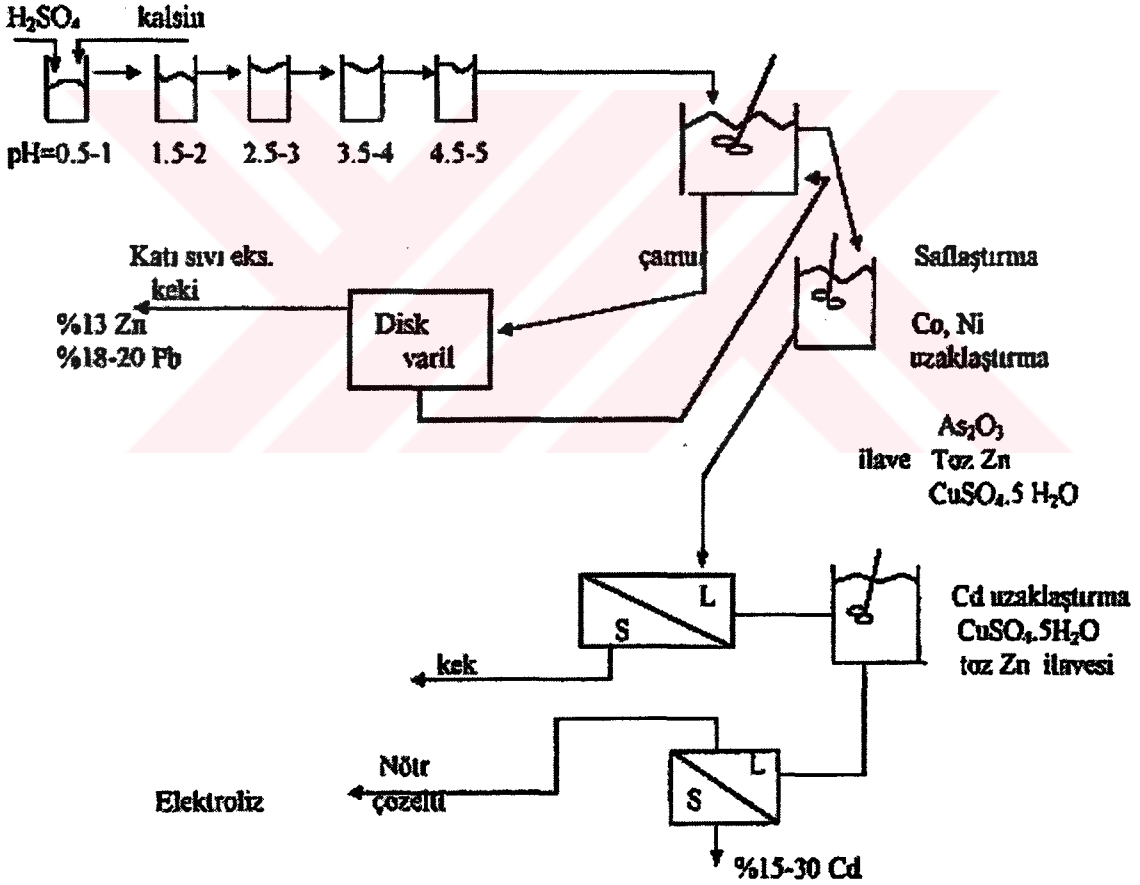 H₂SO₄ kalsin
pH=0.5-1 1.5-2 2.5-3 3.5-4 4.5-5
Katı sıvı eks.
keki
%13 Zn
%18-20 Pb
Disk
varil
çamur
Saflaştırma
Co, Ni
uzaklaştırma
As₂O₃
ilave Toz Zn
CuSO₄.5 H₂O
L
S
kek
Cd uzaklaştırma
CuSO₄.5H₂O
toz Zn ilavesi
Nötr
çözelti
Elektroliz
L
S
%15-30 Cd